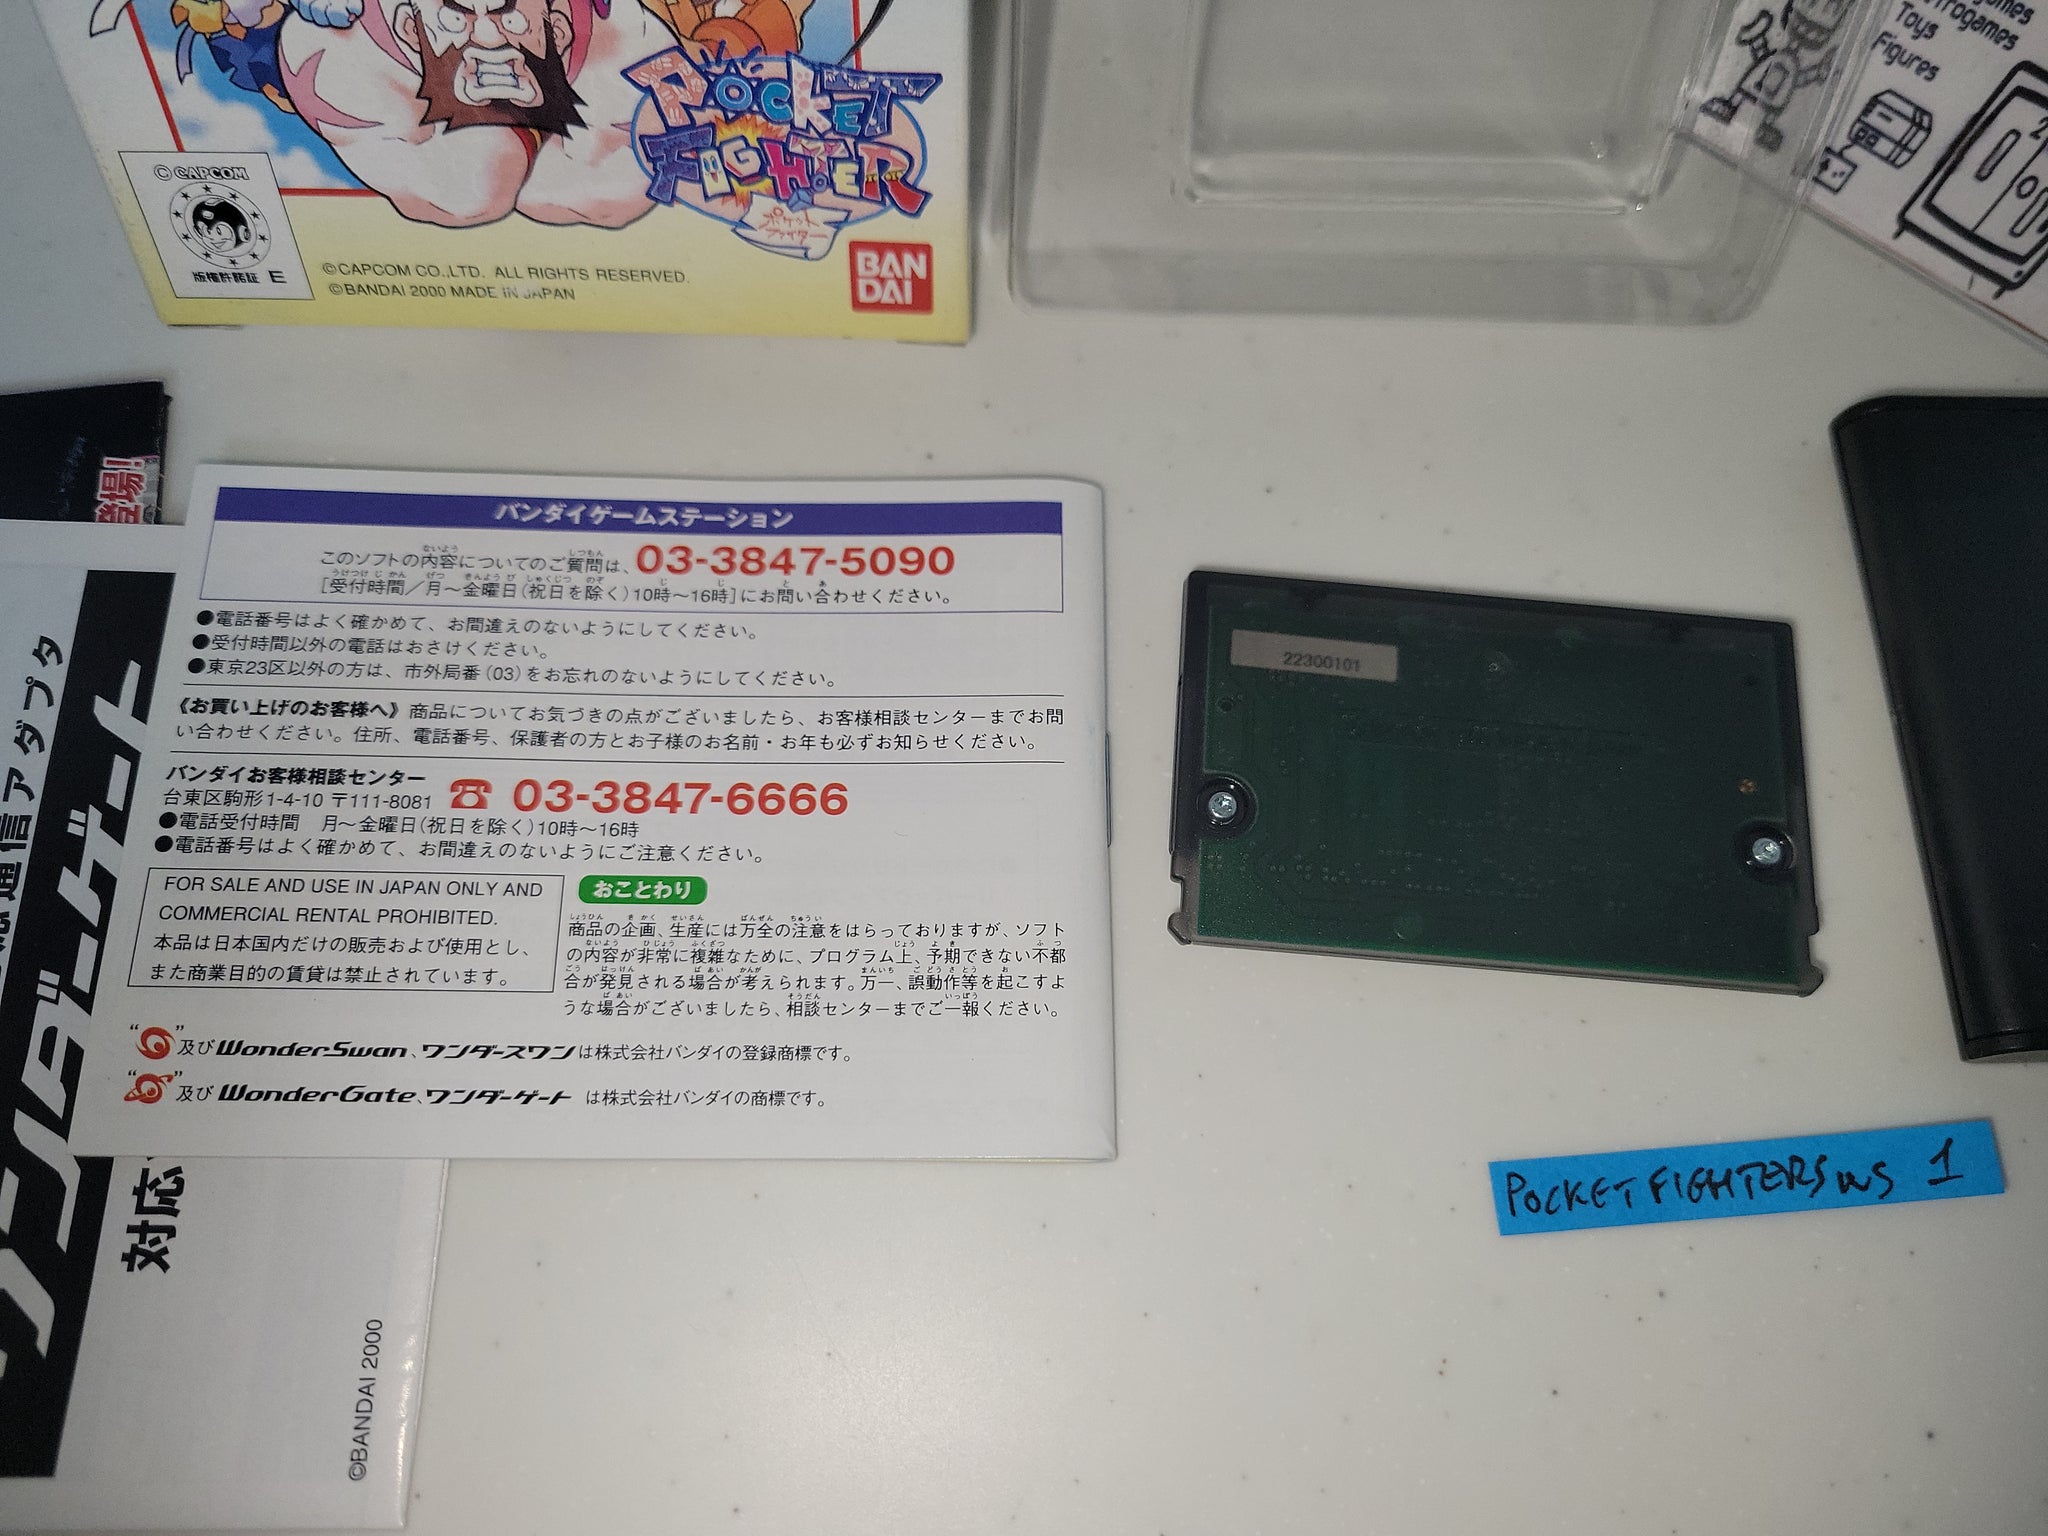 POCKET
FIGHTER
ポケット
ファイター
©CAPCOM
版権許諾証 E
©CAPCOM CO.,LTD. ALL RIGHTS RESERVED.
©BANDAI 2000 MADE IN JAPAN
BAN
DAI
Toys
Figures
登場!
バンダイゲームステーション
このソフトの内容についてのご質問は、03-3847-5090
[受付時間/月〜金曜日(祝日を除く)10時〜16時]にお問い合わせください。
●電話番号はよく確かめて、お間違えのないようにしてください。
●受付時間以外の電話はおさけください。
●東京23区以外の方は、市外局番(03)をお忘れのないようにしてください。
《お買い上げのお客様へ》商品についてお気づきの点がございましたら、お客様相談センターまでお問
い合わせください。住所、電話番号、保護者の方とお子様のお名前・お年も必ずお知らせください。
バンダイお客様相談センター
台東区駒形1-4-10 〒111-8081 ☎ 03-3847-6666
●電話受付時間 月〜金曜日(祝日を除く)10時〜16時
●電話番号はよく確かめて、お間違えのないようにご注意ください。
FOR SALE AND USE IN JAPAN ONLY AND
COMMERCIAL RENTAL PROHIBITED.
本品は日本国内だけの販売および使用とし、
また商業目的の賃貸は禁止されています。
おことわり
商品の企画、生産には万全の注意をはらっておりますが、ソフト
の内容が非常に複雑なために、プログラム上、予期できない不都
合が発見される場合が考えられます。万一、誤動作等を起こすよ
うな場合がございましたら、相談センターまでご一報ください。
“ ”及びWonderSwan、ワンダースワンは株式会社バンダイの登録商標です。
“ ”及びWonderGate、ワンダーゲート は株式会社バンダイの商標です。
通信アダプタ
ワンダーゲート
対応
©BANDAI 2000
22300101
POCKET FIGHTERS WS 1